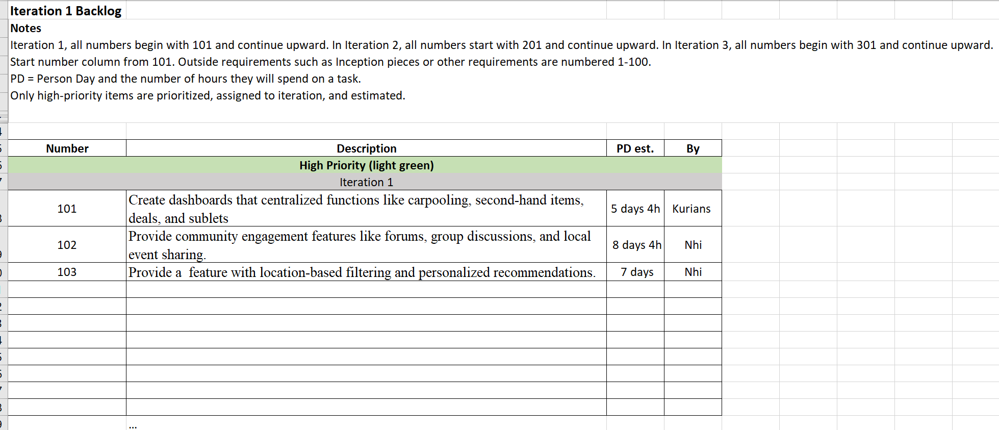 Iteration 1 Backlog
Notes
Iteration 1, all numbers begin with 101 and continue upward. In Iteration 2, all numbers start with 201 and continue upward. In Iteration 3, all numbers begin with 301 and continue upward.
Start number column from 101. Outside requirements such as Inception pieces or other requirements are numbered 1-100.
PD = Person Day and the number of hours they will spend on a task.
Only high-priority items are prioritized, assigned to iteration, and estimated.
Number Description PD est. By
High Priority (light green)
Iteration 1
101 Create dashboards that centralized functions like carpooling, second-hand items,
deals, and sublets 5 days 4h Kurians
102 Provide community engagement features like forums, group discussions, and local
event sharing. 8 days 4h Nhi
103 Provide a  feature with location-based filtering and personalized recommendations. 7 days Nhi
...